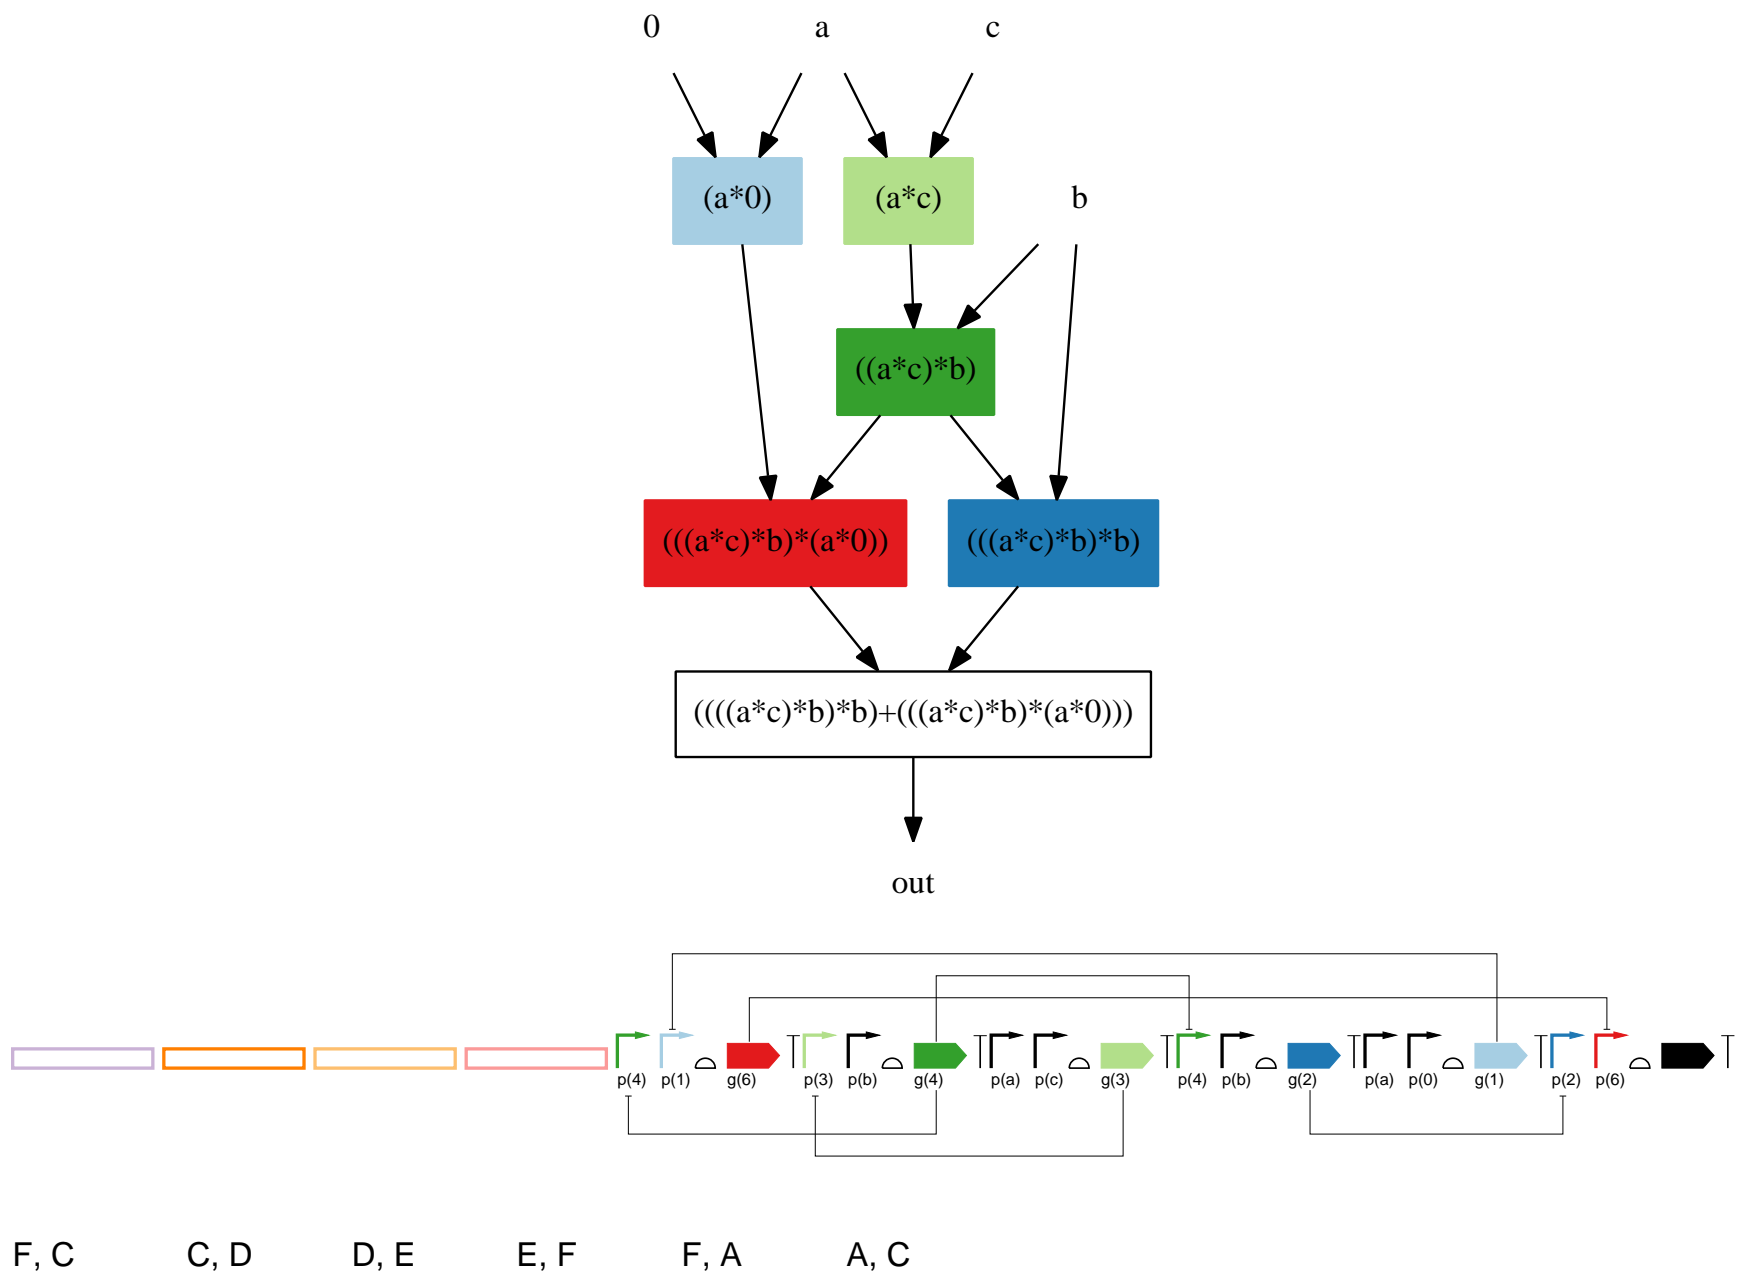 0 a c
(a*0) (a*c) b
((a*c)*b)
(((a*c)*b)*(a*0)) (((a*c)*b)*b)
((((a*c)*b)*b)+(((a*c)*b)*(a*0)))
out
p(4) p(1) g(6) p(3) p(b) g(4) p(a) p(c) g(3) p(4) p(b) g(2) p(a) p(0) g(1) p(2) p(6)
F, C C, D D, E E, F F, A A, C